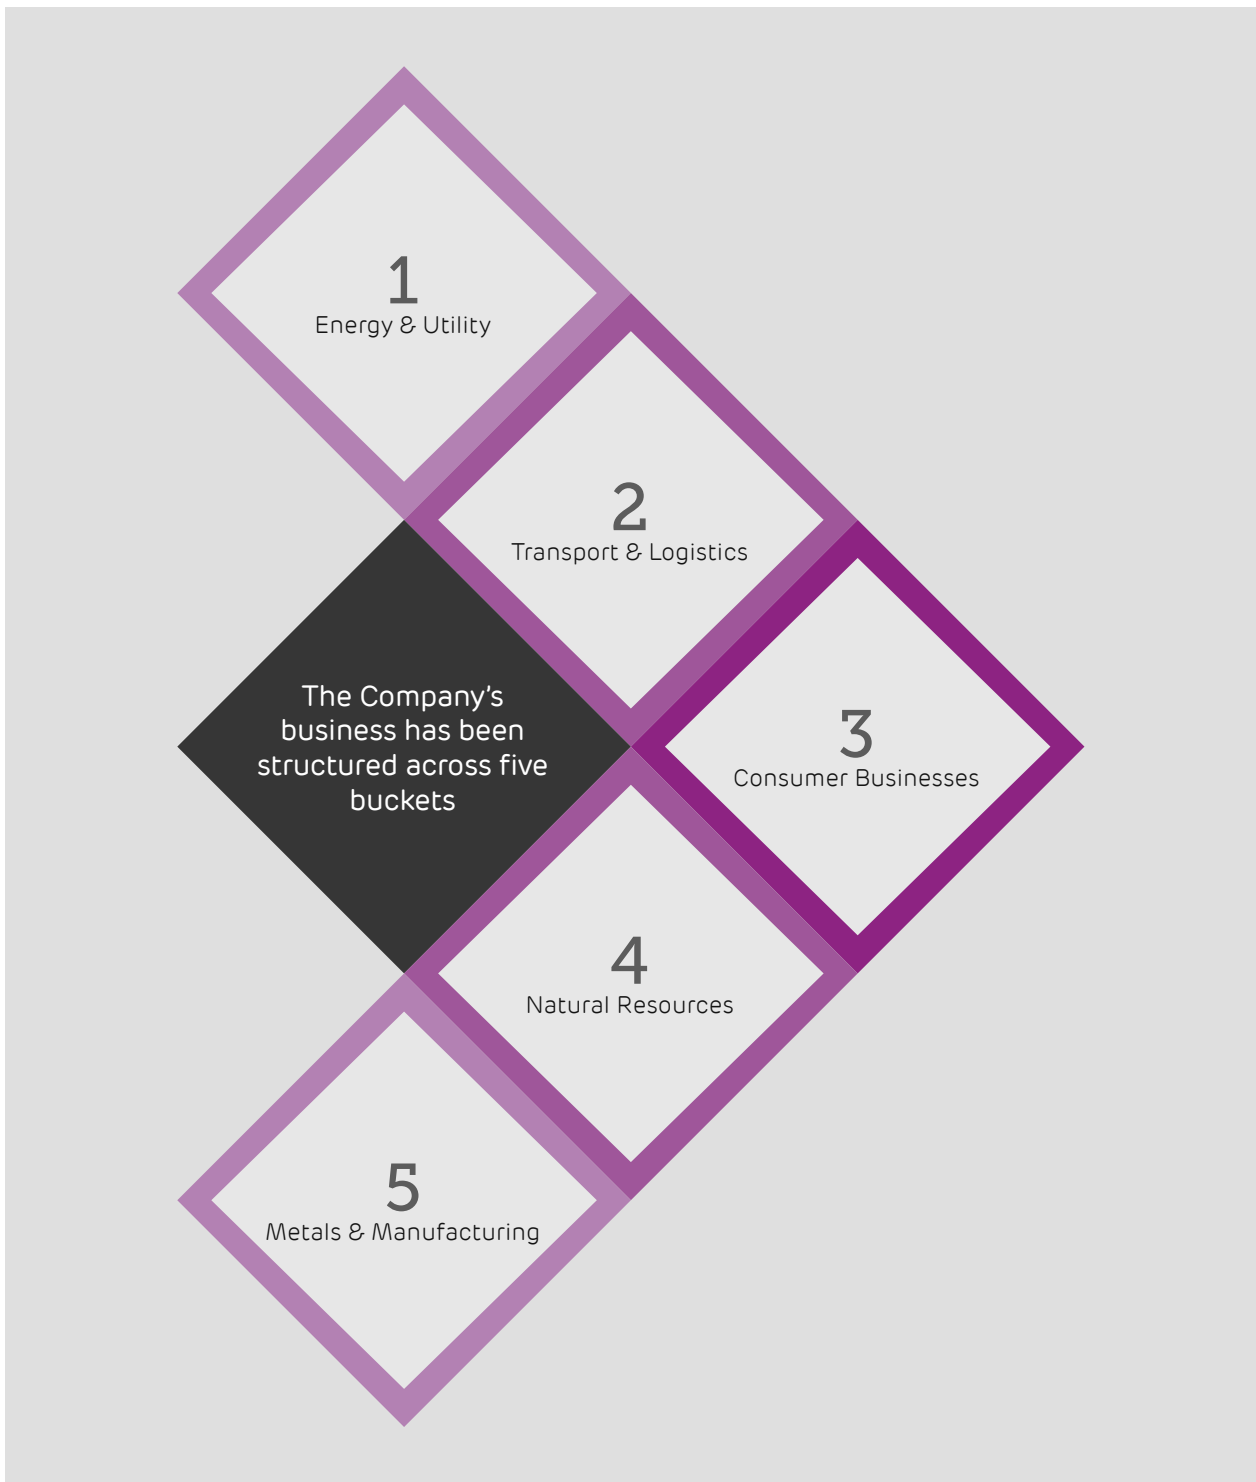 1
Energy & Utility
2
Transport & Logistics
The Company’s
business has been
structured across five
buckets
3
Consumer Businesses
4
Natural Resources
5
Metals & Manufacturing